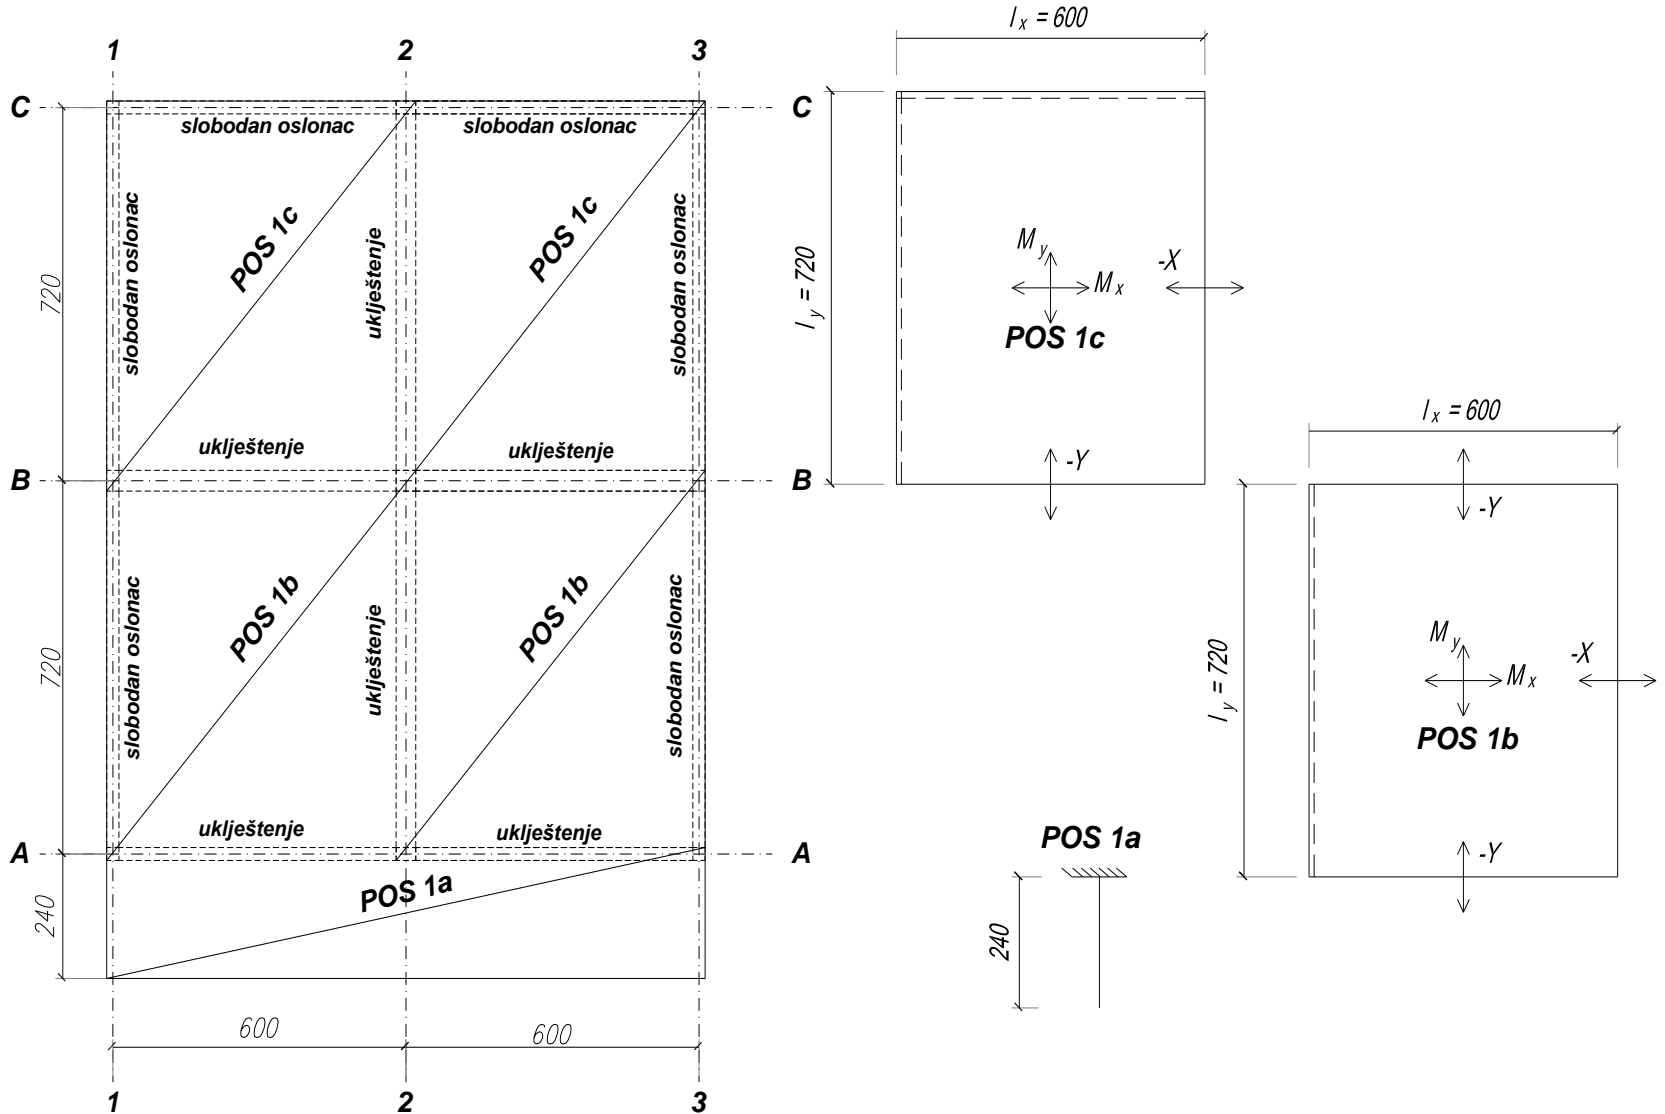 1 2 3
C C
slobodan oslonac slobodan oslonac
slobodan oslonac
POS 1c
uklještenje
POS 1c
slobodan oslonac
720
uklještenje uklještenje
B B
slobodan oslonac
POS 1b
uklještenje
POS 1b
slobodan oslonac
720
uklještenje uklještenje
A A
POS 1a
240
600 600
1 2 3
l x = 600
l y = 720
M y
M x
-X
POS 1c
-Y
l x = 600
-Y
l y = 720
M y
M x
-X
POS 1b
-Y
POS 1a
240